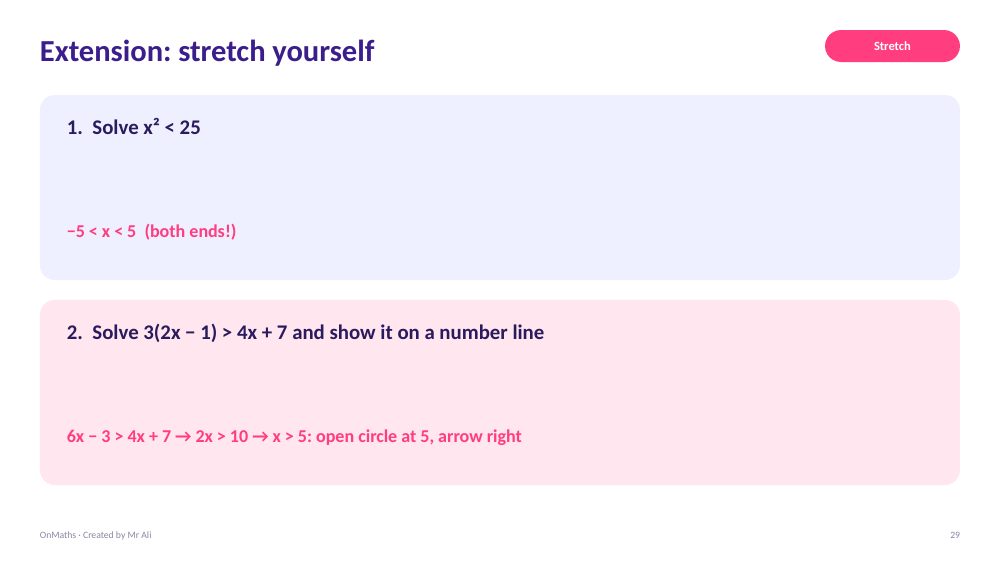 Extension: stretch yourself
Stretch
1. Solve x² < 25
−5 < x < 5 (both ends!)
2. Solve 3(2x − 1) > 4x + 7 and show it on a number line
6x − 3 > 4x + 7 → 2x > 10 → x > 5: open circle at 5, arrow right
OnMaths · Created by Mr Ali
29